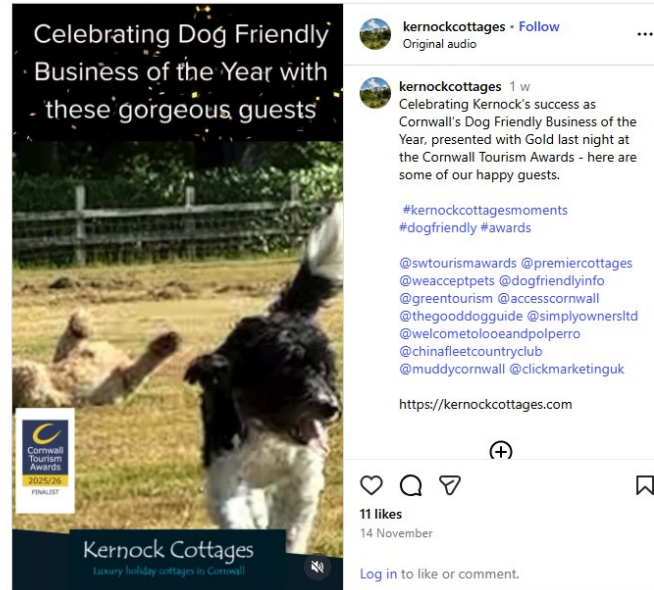 Celebrating Dog Friendly
Business of the Year with
these gorgeous guests
Cornwall
Tourism
Awards
2025/26
FINALIST
Kernock Cottages
Luxury holiday cottages in Cornwall
kernockcottages • Follow
Original audio
kernockcottages 1 w
Celebrating Kernock's success as
Cornwall's Dog Friendly Business of the
Year, presented with Gold last night at
the Cornwall Tourism Awards - here are
some of our happy guests.
#kernockcottagesmoments
#dogfriendly #awards
@swtourismawards @premiercottages
@weacceptpets @dogfriendlyinfo
@greentourism @accesscornwall
@thegooddogguide @simplyownersltd
@welcometolooeandpolperro
@chinafleetcountryclub
@muddycornwall @clickmarketinguk
https://kernockcottages.com
11 likes
14 November
Log in to like or comment.